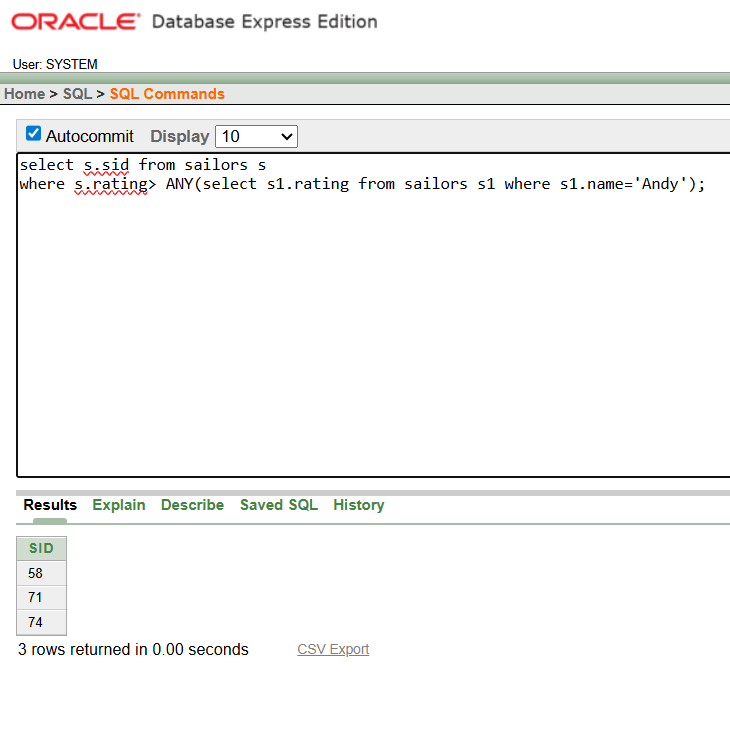 ORACLE® Database Express Edition
User: SYSTEM
Home > SQL > SQL Commands
Autocommit Display 10
select s.sid from sailors s
where s.rating> ANY(select s1.rating from sailors s1 where s1.name='Andy');
Results Explain Describe Saved SQL History
SID
58
71
74
3 rows returned in 0.00 seconds CSV Export